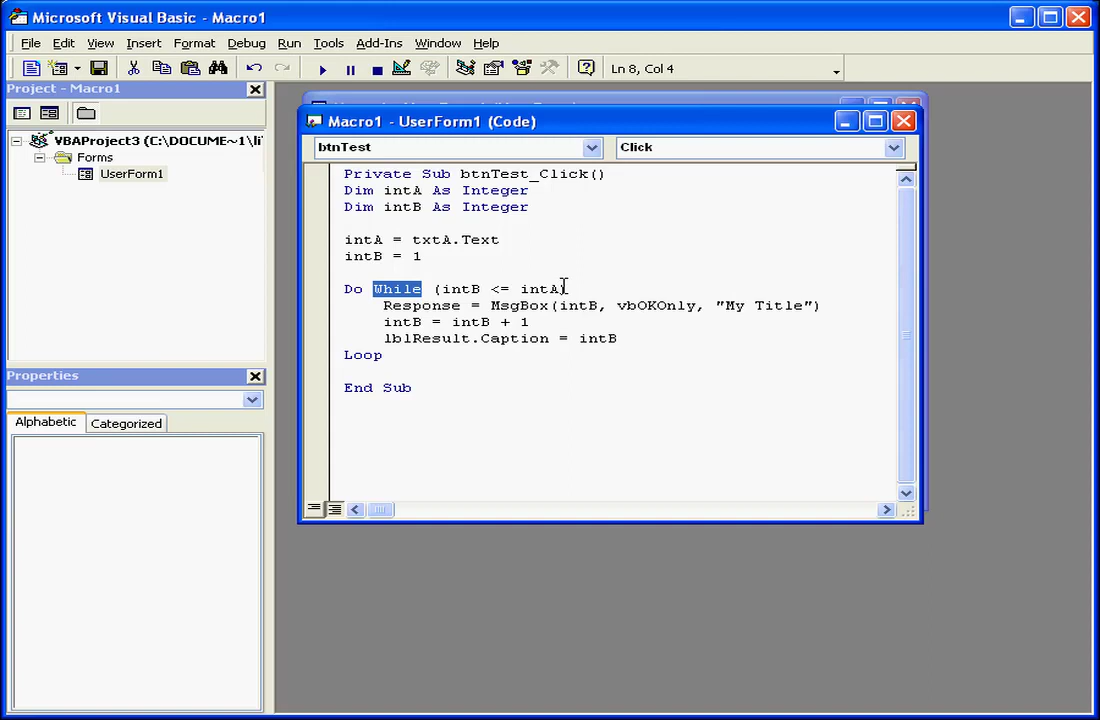 Microsoft Visual Basic - Macro1
File Edit View Insert Format Debug Run Tools Add-Ins Window Help
Ln 8, Col 4
Project - Macro1
VBAProject3 (C:\DOCUME~1\li
Forms
UserForm1
Properties
Alphabetic Categorized
Macro1 - UserForm1 (Code)
btnTest Click
Private Sub btnTest_Click()
Dim intA As Integer
Dim intB As Integer
intA = txtA.Text
intB = 1
Do While (intB <= intA)
Response = MsgBox(intB, vbOKOnly, "My Title")
intB = intB + 1
lblResult.Caption = intB
Loop
End Sub